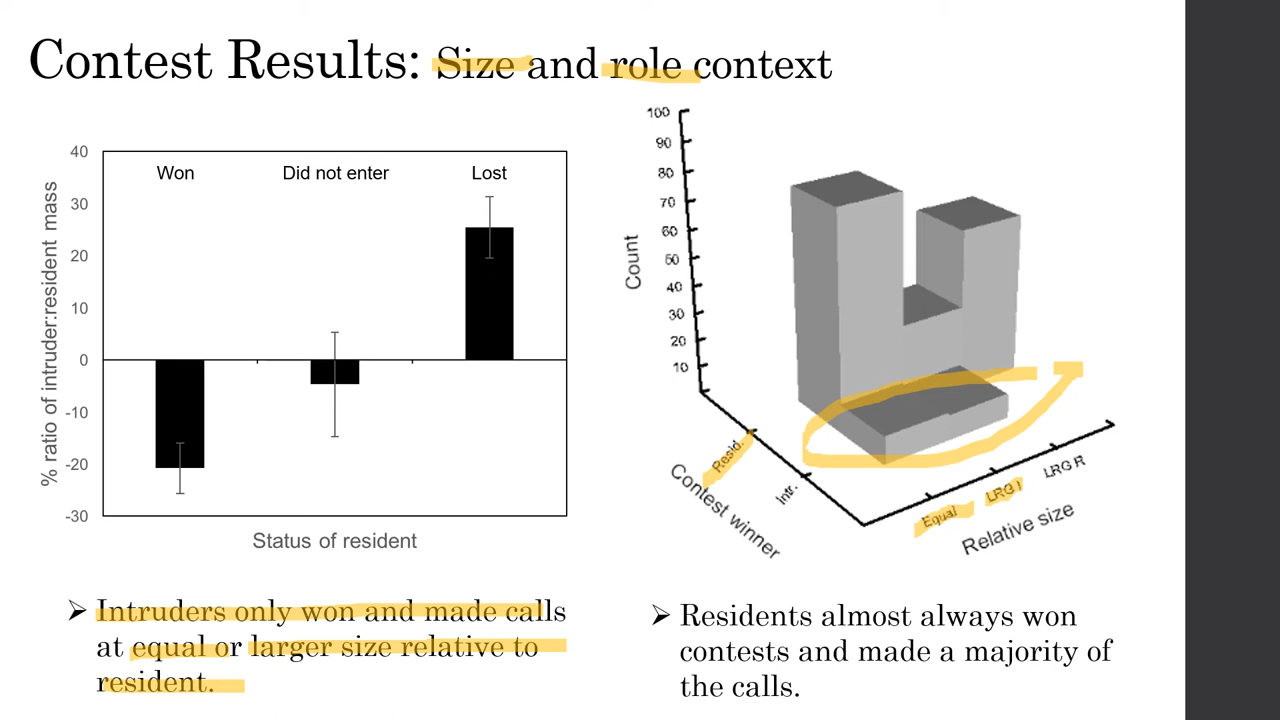 Contest Results: Size and role context
40
30
20
10
0
-10
-20
-30
% ratio of intruder:resident mass
Won
Did not enter
Lost
Status of resident
100
90
80
70
60
50
40
30
20
10
Count
Resid.
Intr.
Contest winner
Equal
LRG I
LRG R
Relative size
➢ Intruders only won and made calls
at equal or larger size relative to
resident.
➢ Residents almost always won
contests and made a majority of
the calls.